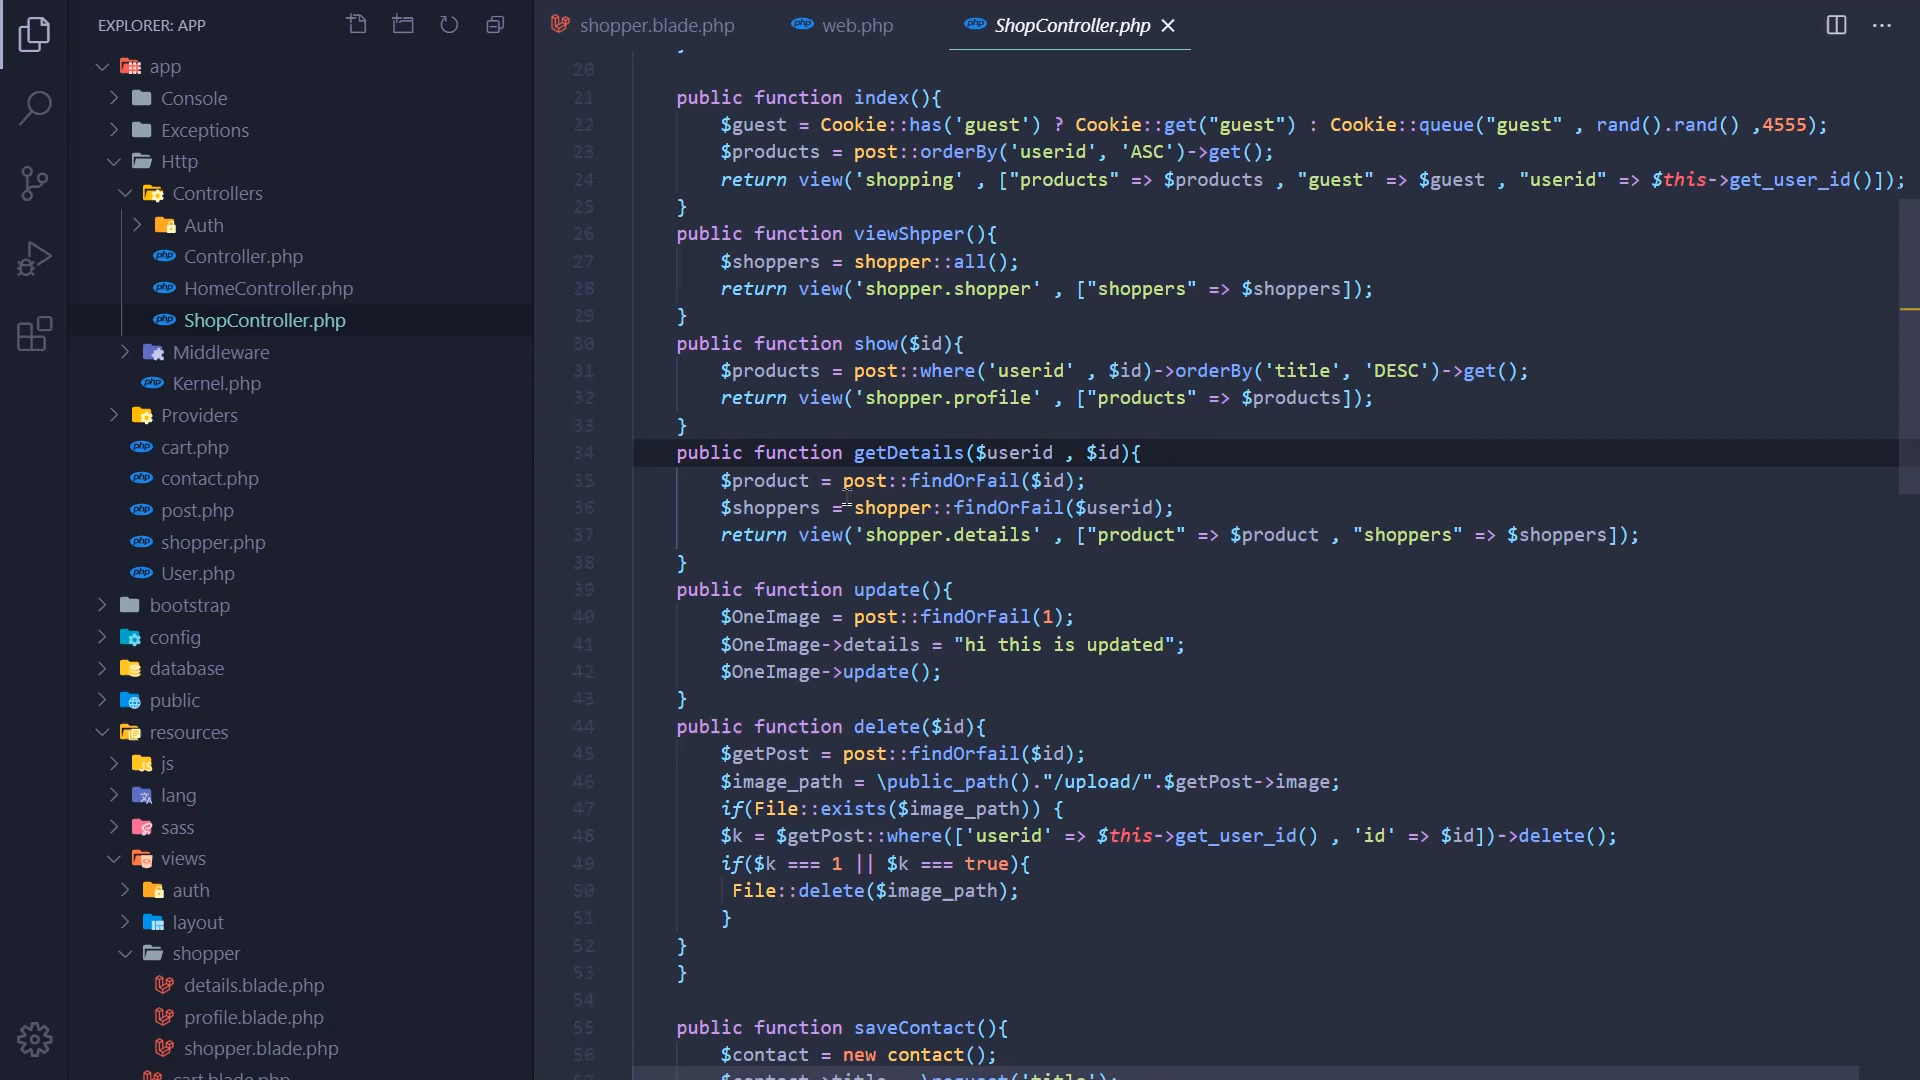 EXPLORER: APP
app
Console
Exceptions
Http
Controllers
Auth
Controller.php
HomeController.php
ShopController.php
Middleware
Kernel.php
Providers
cart.php
contact.php
post.php
shopper.php
User.php
bootstrap
config
database
public
resources
js
lang
sass
views
auth
layout
shopper
details.blade.php
profile.blade.php
shopper.blade.php
cart.blade.php
shopper.blade.php
web.php
ShopController.php
20
21 public function index(){
22 $guest = Cookie::has('guest') ? Cookie::get("guest") : Cookie::queue("guest" , rand().rand() ,4555);
23 $products = post::orderBy('userid', 'ASC')->get();
24 return view('shopping' , ["products" => $products , "guest" => $guest , "userid" => $this->get_user_id()]);
25 }
26 public function viewShpper(){
27 $shoppers = shopper::all();
28 return view('shopper.shopper' , ["shoppers" => $shoppers]);
29 }
30 public function show($id){
31 $products = post::where('userid' , $id)->orderBy('title', 'DESC')->get();
32 return view('shopper.profile' , ["products" => $products]);
33 }
34 public function getDetails($userid , $id){
35 $product = post::findOrFail($id);
36 $shoppers = shopper::findOrFail($userid);
37 return view('shopper.details' , ["product" => $product , "shoppers" => $shoppers]);
38 }
39 public function update(){
40 $OneImage = post::findOrFail(1);
41 $OneImage->details = "hi this is updated";
42 $OneImage->update();
43 }
44 public function delete($id){
45 $getPost = post::findOrfail($id);
46 $image_path = \public_path()."/upload/".$getPost->image;
47 if(File::exists($image_path)) {
48 $k = $getPost::where(['userid' => $this->get_user_id() , 'id' => $id])->delete();
49 if($k === 1 || $k === true){
50 File::delete($image_path);
51 }
52 }
53 }
54
55 public function saveContact(){
56 $contact = new contact();